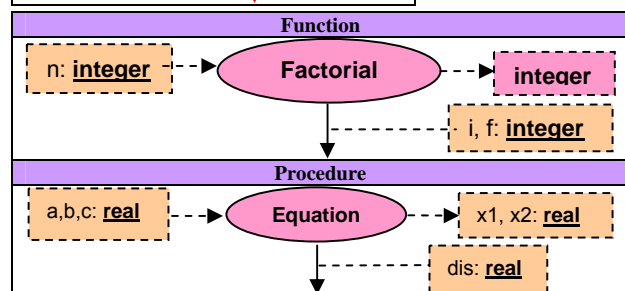 Function
n: integer
Factorial
integer
i, f: integer
Procedure
a,b,c: real
Equation
x1, x2: real
dis: real